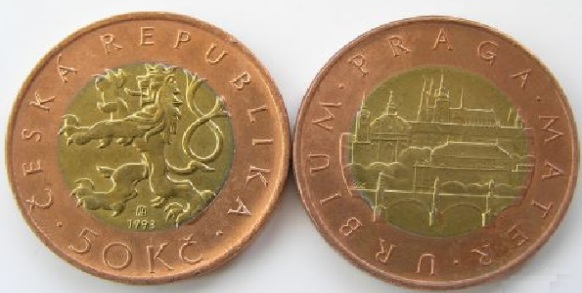 ČESKÁ REPUBLIKA
1993
· 50 Kč ·
PRAGA · MATER · URBIUM ·